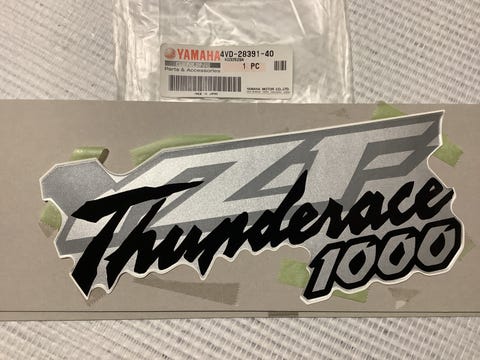 YAMAHA
4VD-28391-40
Parts & Accessories
1 PC
MADE IN JAPAN
YAMAHA MOTOR CO., LTD.
YZF
Thunderace
1000